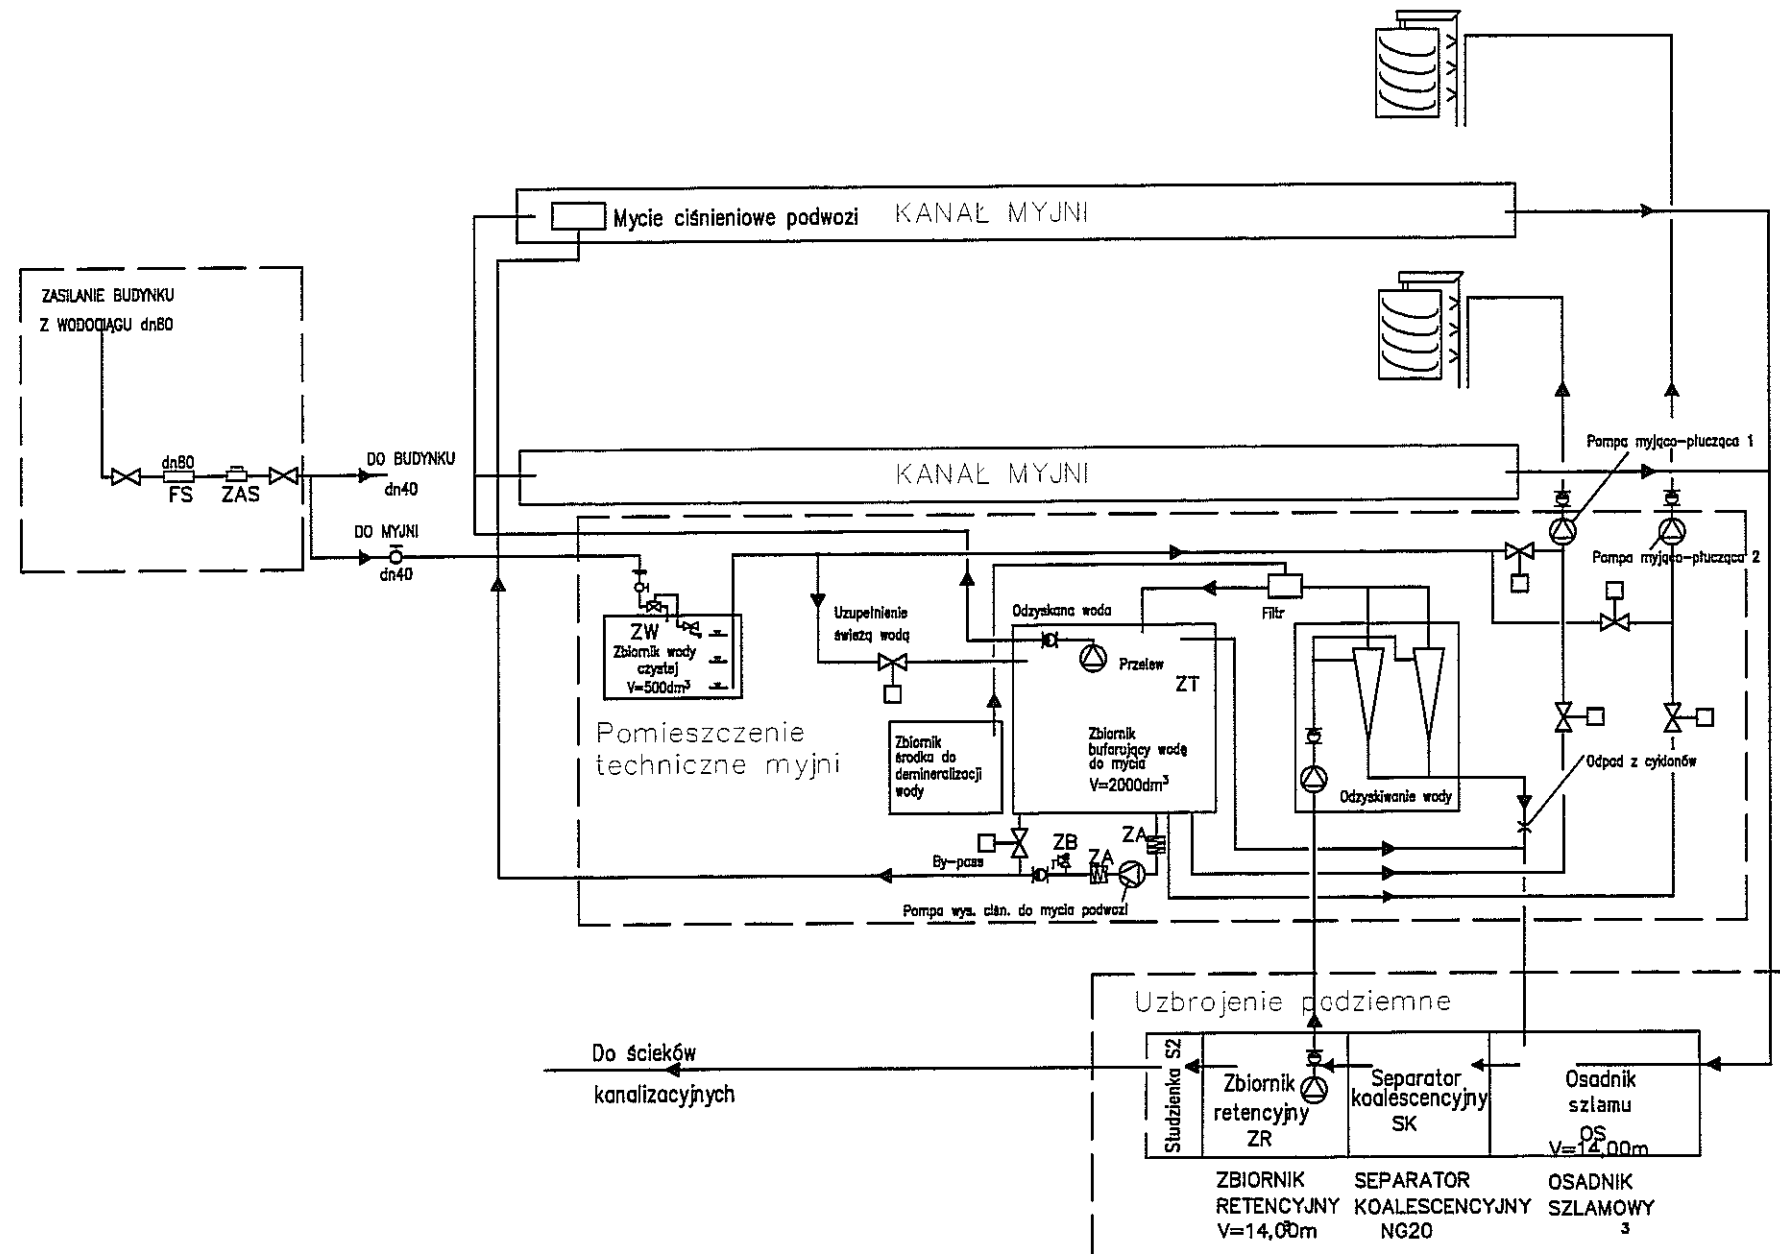 Mycie ciśnieniowe podwozi
KANAŁ MYJNI
ZASILANIE BUDYNKU
Z WODOCIĄGU dn80
dn80
FS
ZAS
DO BUDYNKU
dn40
DO MYJNI
dn40
KANAŁ MYJNI
Pompa myjąco-płucząca 1
Pompa myjąco-płucząca 2
ZW
Zbiornik wody
czystej
V=500dm³
Uzupełnienie
świeżą wodą
Odzyskana woda
Filtr
Przelew
ZT
Pomieszczenie
techniczne myjni
Zbiornik
środka do
demineralizacji
wody
Zbiornik
buforujący wodę
do mycia
V=2000dm³
Odzyskiwanie wody
Odpad z cyklonów
By-pass
ZB
ZA
ZA
Pompa wys. ciśn. do mycia podwozi
Uzbrojenie podziemne
Do ścieków
kanalizacyjnych
Studzienka S2
Zbiornik
retencyjny
ZR
Separator
koalescencyjny
SK
Osadnik
szlamu
OS
V=14,00m
ZBIORNIK
RETENCYJNY
V=14,00m³
SEPARATOR
KOALESCENCYJNY
NG20
OSADNIK
SZLAMOWY
3